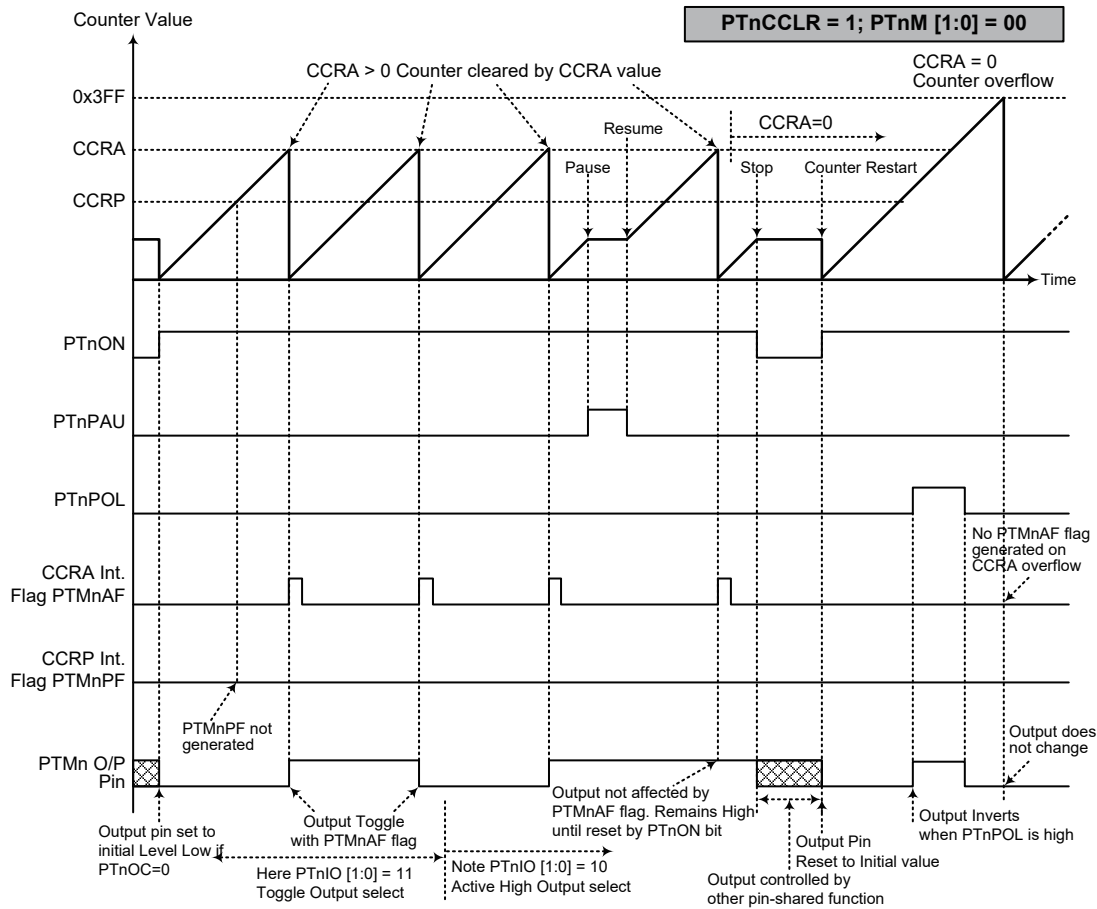 Counter Value
PTnCCLR = 1; PTnM [1:0] = 00
CCRA > 0 Counter cleared by CCRA value
CCRA = 0
Counter overflow
0x3FF
Resume
CCRA=0
CCRA
Pause
Stop
Counter Restart
CCRP
Time
PTnON
PTnPAU
PTnPOL
No PTMnAF flag
generated on
CCRA overflow
CCRA Int.
Flag PTMnAF
CCRP Int.
Flag PTMnPF
PTMnPF not
generated
Output does
not change
PTMn O/P
Pin
Output pin set to
initial Level Low if
PTnOC=0
Output Toggle
with PTMnAF flag
Output not affected by
PTMnAF flag. Remains High
until reset by PTnON bit
Output Inverts
when PTnPOL is high
Output Pin
Reset to Initial value
Here PTnIO [1:0] = 11
Toggle Output select
Note PTnIO [1:0] = 10
Active High Output select
Output controlled by
other pin-shared function